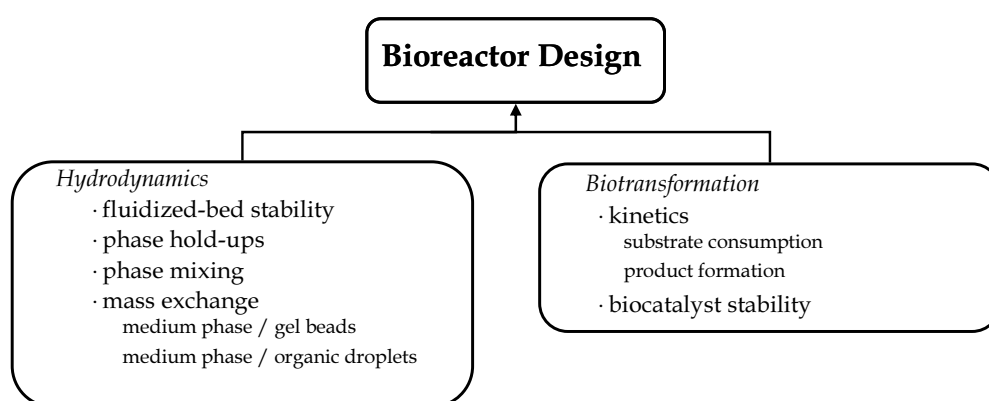 Bioreactor Design
Hydrodynamics
· fluidized-bed stability
· phase hold-ups
· phase mixing
· mass exchange
medium phase / gel beads
medium phase / organic droplets
Biotransformation
· kinetics
substrate consumption
product formation
· biocatalyst stability